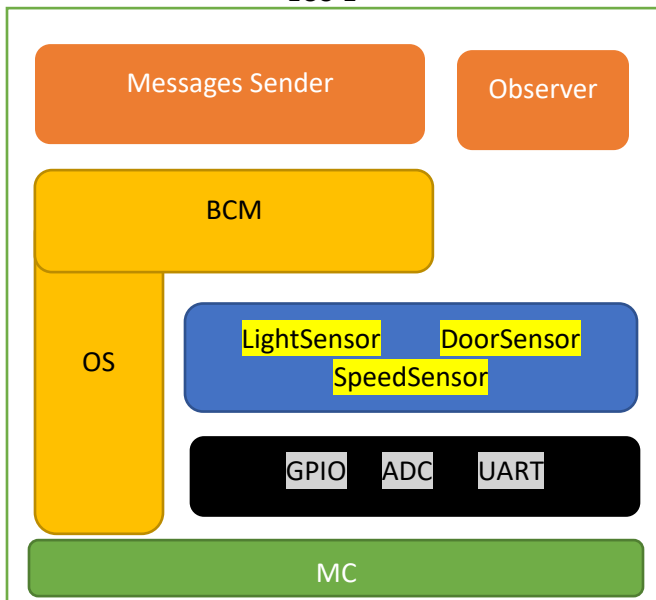 Messages Sender
Observer
BCM
OS
LightSensor DoorSensor
SpeedSensor
GPIO ADC UART
MC